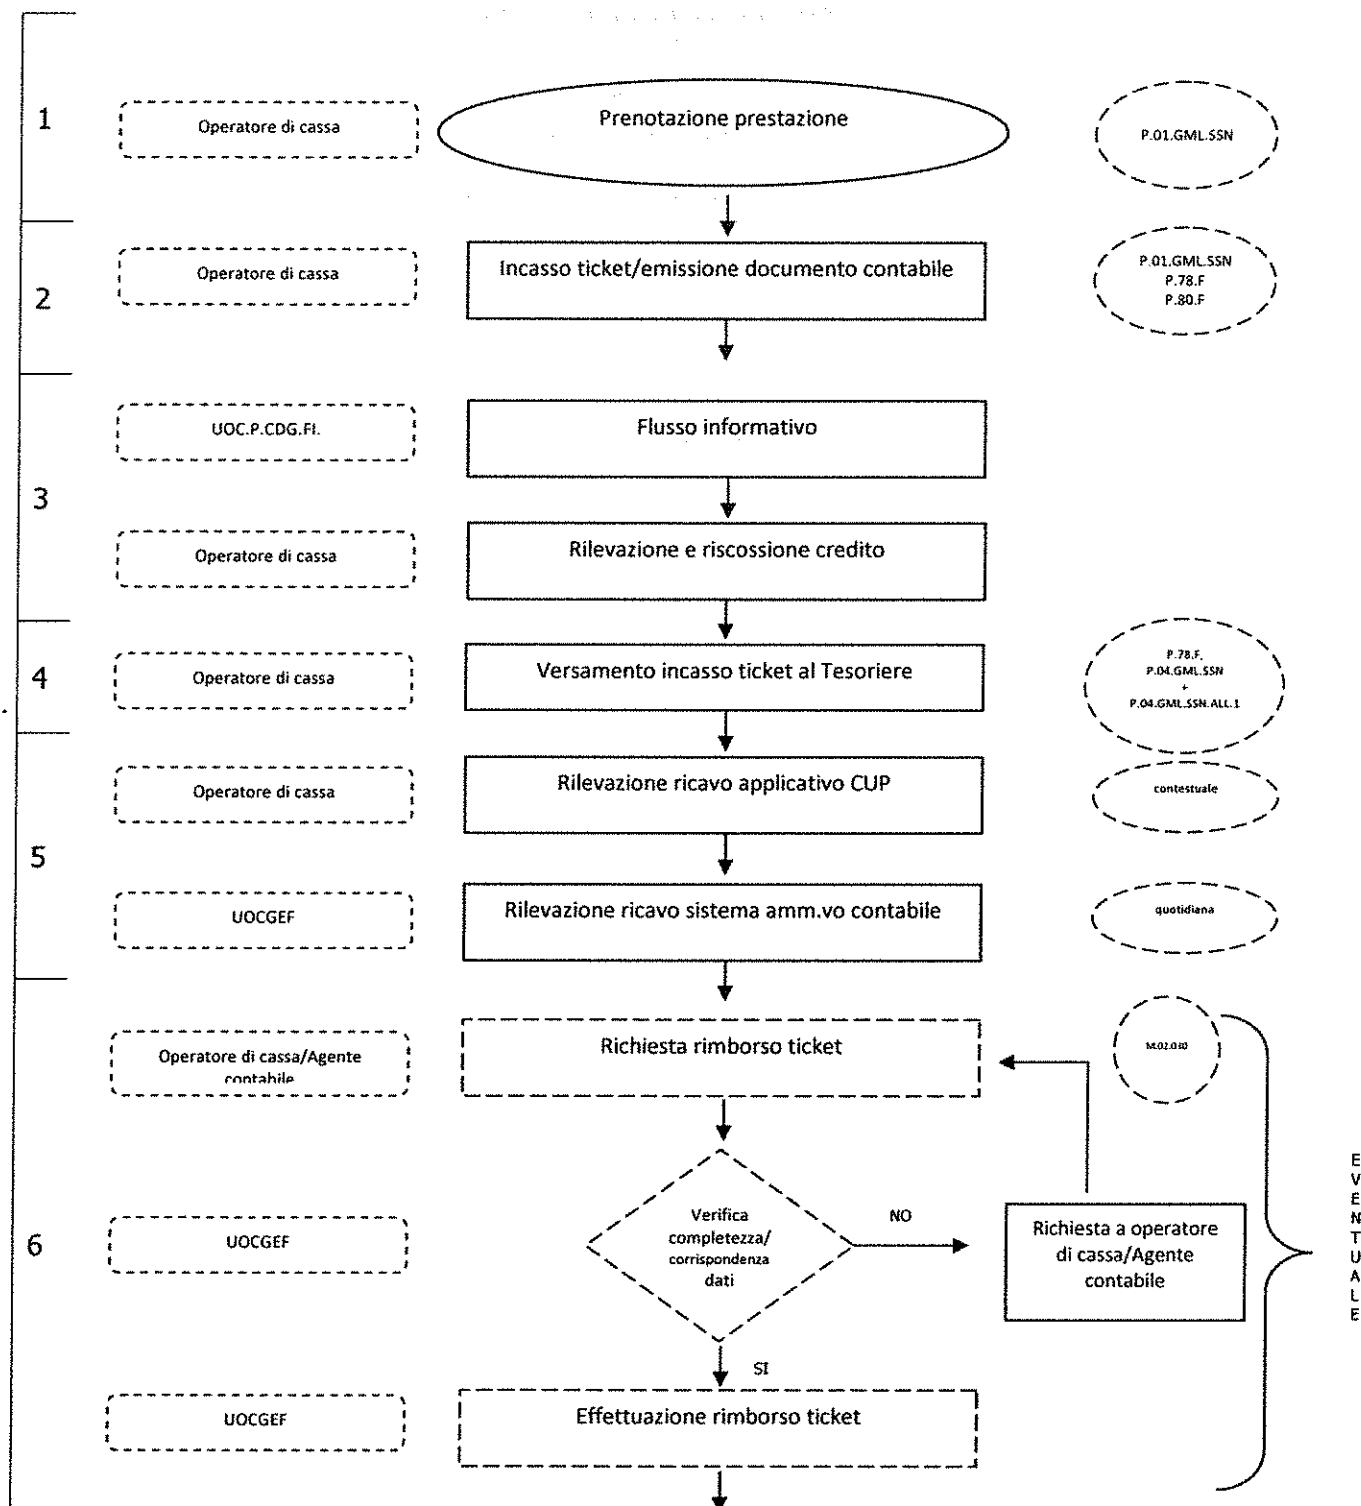 1
Operatore di cassa
Prenotazione prestazione
P.01.GML.SSN
2
Operatore di cassa
Incasso ticket/emissione documento contabile
P.01.GML.SSN
P.78.F
P.80.F
3
UOC.P.CDG.FI.
Flusso informativo
Operatore di cassa
Rilevazione e riscossione credito
4
Operatore di cassa
Versamento incasso ticket al Tesoriere
P.78.F,
P.04.GML.SSN
+
P.04.GML.SSN.ALL.1
5
Operatore di cassa
Rilevazione ricavo applicativo CUP
contestuale
UOCGEF
Rilevazione ricavo sistema amm.vo contabile
quotidiana
6
Operatore di cassa/Agente
contabile
Richiesta rimborso ticket
UOCGEF
Verifica
completezza/
corrispondenza
dati
NO
Richiesta a operatore
di cassa/Agente
contabile
EVENTUALE
SI
UOCGEF
Effettuazione rimborso ticket